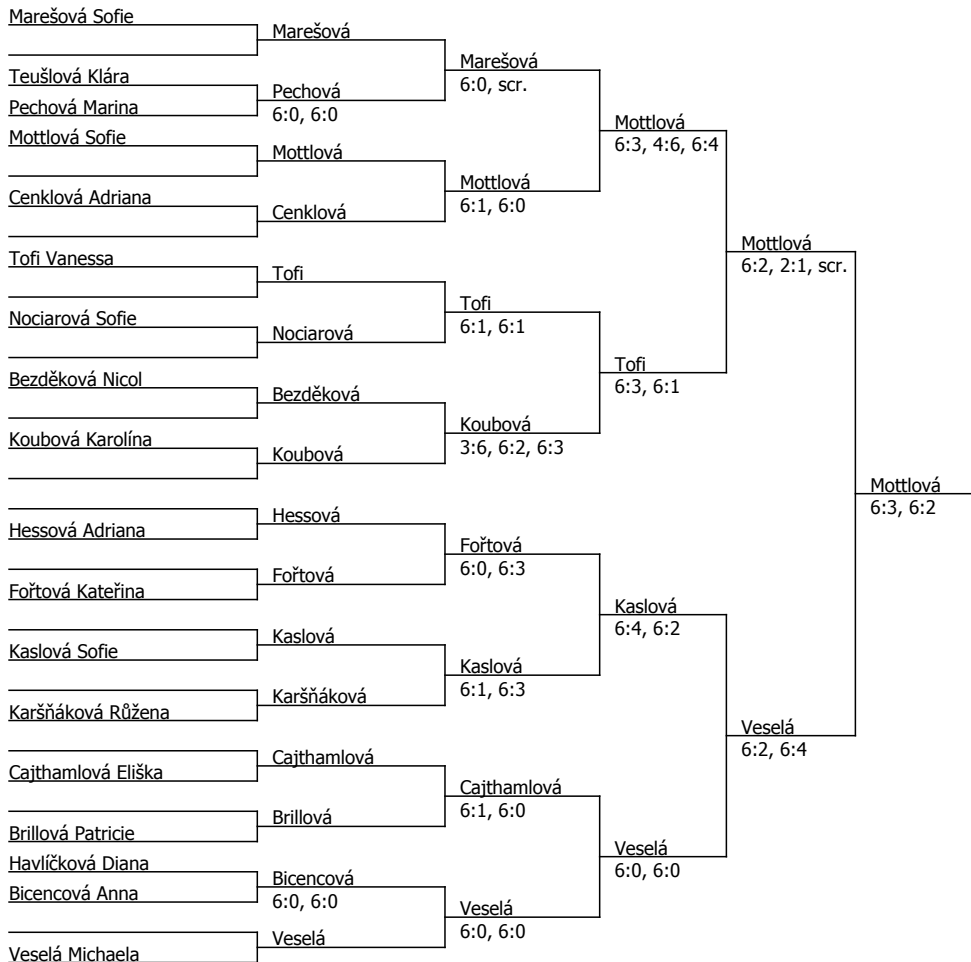 Marešová Sofie
Teušlová Klára
Pechová Marina
Mottlová Sofie
Cenklová Adriana
Tofi Vanessa
Nociarová Sofie
Bezděková Nicol
Koubová Karolína
Hessová Adriana
Fořtová Kateřina
Kaslová Sofie
Karšňáková Růžena
Cajthamlová Eliška
Brillová Patricie
Havlíčková Diana
Bicencová Anna
Veselá Michaela
Marešová
Pechová
6:0, 6:0
Mottlová
Cenklová
Tofi
Nociarová
Bezděková
Koubová
Hessová
Fořtová
Kaslová
Karšňáková
Cajthamlová
Brillová
Bicencová
6:0, 6:0
Veselá
Marešová
6:0, scr.
Mottlová
6:1, 6:0
Tofi
6:1, 6:1
Koubová
3:6, 6:2, 6:3
Fořtová
6:0, 6:3
Kaslová
6:1, 6:3
Cajthamlová
6:1, 6:0
Veselá
6:0, 6:0
Mottlová
6:3, 4:6, 6:4
Tofi
6:3, 6:1
Kaslová
6:4, 6:2
Veselá
6:0, 6:0
Mottlová
6:2, 2:1, scr.
Veselá
6:2, 6:4
Mottlová
6:3, 6:2